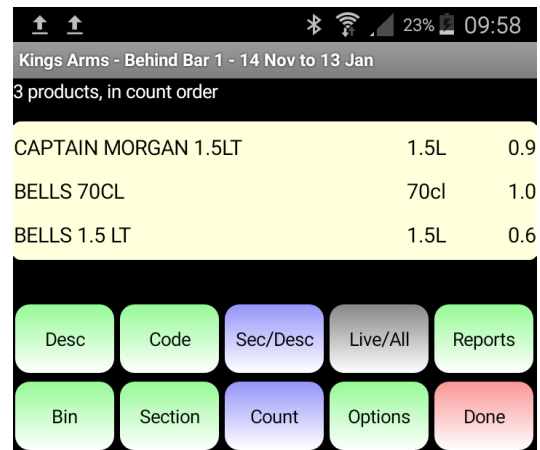 23% 09:58
Kings Arms - Behind Bar 1 - 14 Nov to 13 Jan
3 products, in count order
CAPTAIN MORGAN 1.5LT 1.5L 0.9
BELLS 70CL 70cl 1.0
BELLS 1.5 LT 1.5L 0.6
Desc Code Sec/Desc Live/All Reports
Bin Section Count Options Done